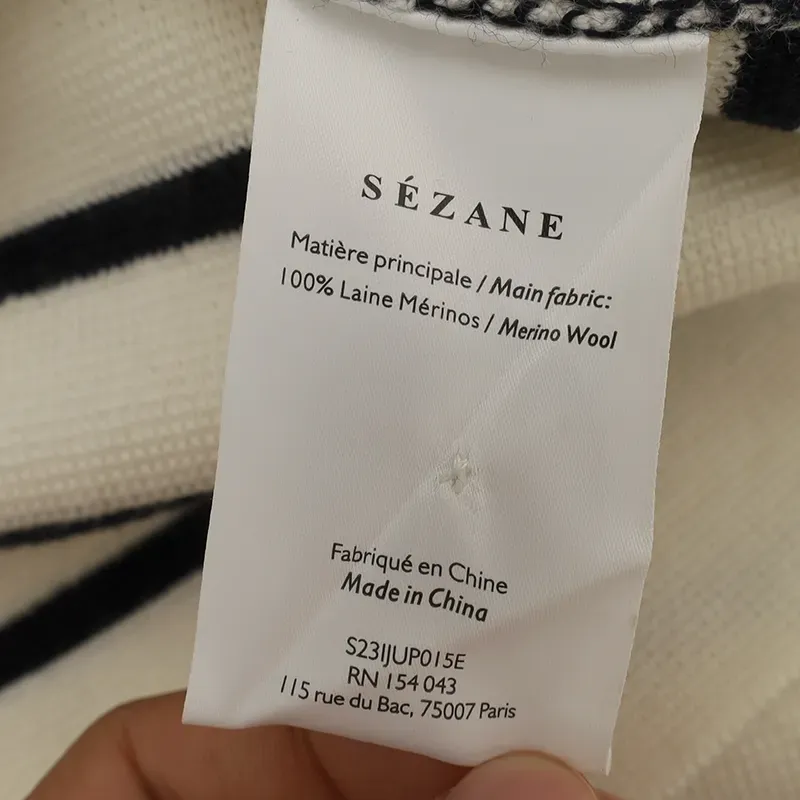 SÉZANE
Matière principale / Main fabric:
100% Laine Mérinos / Merino Wool
Fabriqué en Chine
Made in China
S23IJUP015E
RN 154 043
115 rue du Bac, 75007 Paris